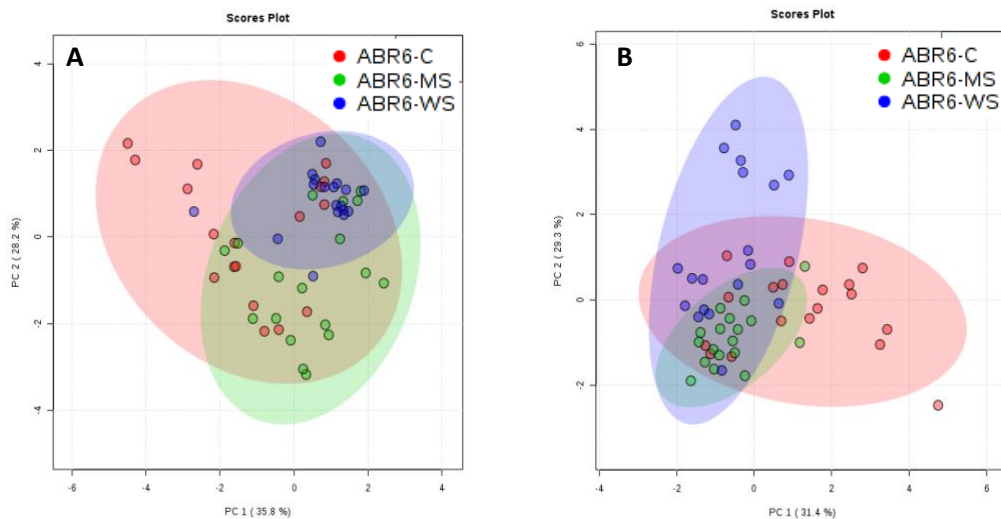 Scores Plot
A
ABR6-C
ABR6-MS
ABR6-WS
4
2
0
-2
-4
PC 2 ( 28.2 %)
-6
-4
-2
0
2
4
PC 1 ( 35.8 %)
Scores Plot
B
ABR6-C
ABR6-MS
ABR6-WS
6
4
2
0
-2
PC 2 ( 29.3 %)
-4
-2
0
2
4
6
PC 1 ( 31.4 %)